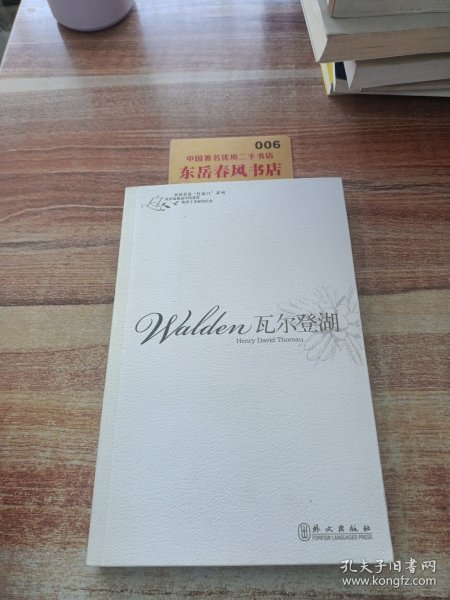 006
中国著名优质二手书店
东岳春风书店
Walden 瓦尔登湖
Henry David Thoreau
外文出版社
FOREIGN LANGUAGES PRESS
孔夫子旧书网
www.kongfz.com